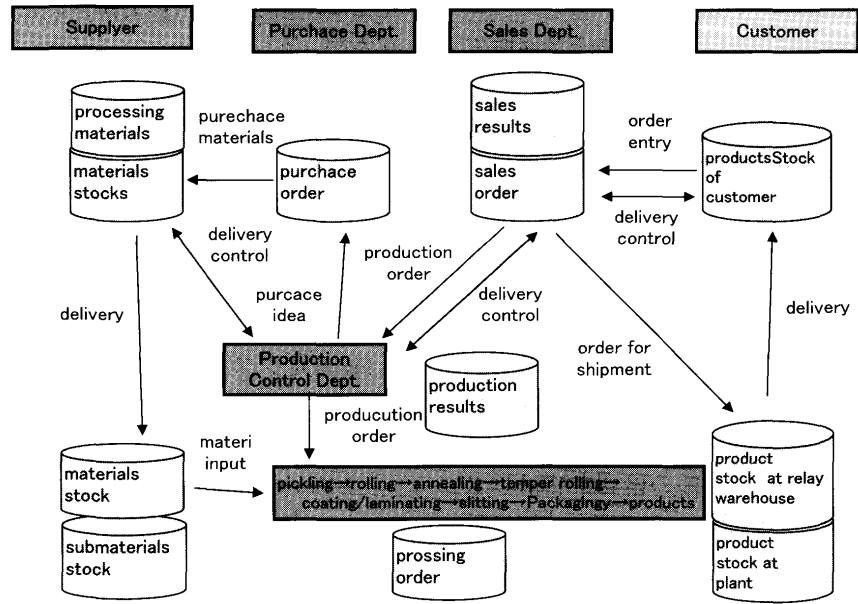 Supplyer
Purchace Dept.
Sales Dept.
Customer
processing
materials
materials
stocks
purechace
materials
purchace
order
sales
results
sales
order
order
entry
productsStock
of
customer
delivery
control
delivery
control
production
order
purcace
idea
delivery
control
delivery
delivery
order for
shipment
Production
Control Dept.
production
results
producution
order
materi
input
materials
stock
submaterials
stock
pickling→rolling→annealing→temper rolling→
coating/laminating→slitting→Packagingy→products
prossing
order
product
stock at relay
warehouse
product
stock at
plant